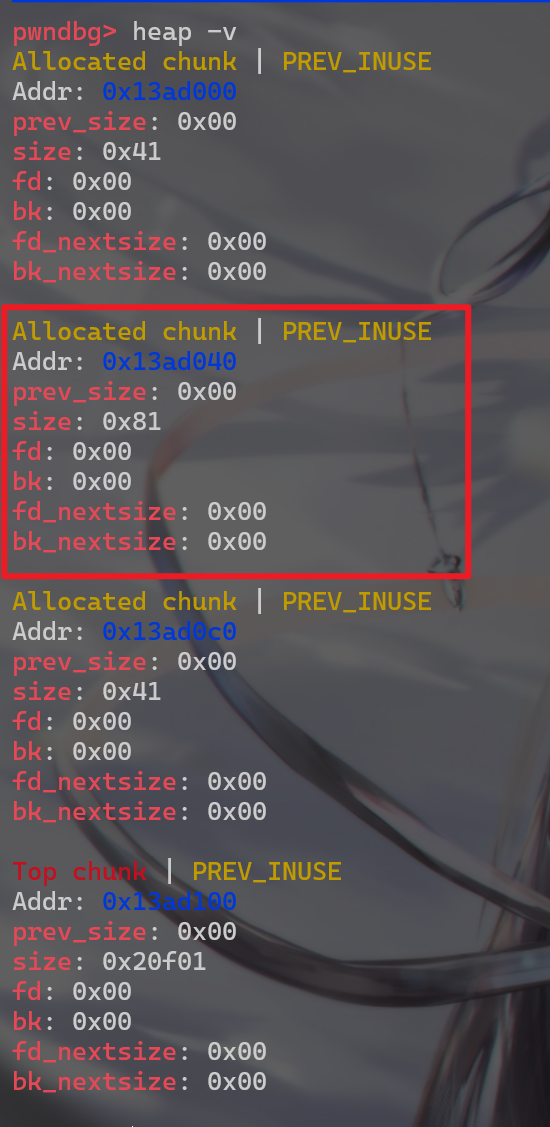 pwndbg> heap -v
Allocated chunk | PREV_INUSE
Addr: 0x13ad000
prev_size: 0x00
size: 0x41
fd: 0x00
bk: 0x00
fd_nextsize: 0x00
bk_nextsize: 0x00
Allocated chunk | PREV_INUSE
Addr: 0x13ad040
prev_size: 0x00
size: 0x81
fd: 0x00
bk: 0x00
fd_nextsize: 0x00
bk_nextsize: 0x00
Allocated chunk | PREV_INUSE
Addr: 0x13ad0c0
prev_size: 0x00
size: 0x41
fd: 0x00
bk: 0x00
fd_nextsize: 0x00
bk_nextsize: 0x00
Top chunk | PREV_INUSE
Addr: 0x13ad100
prev_size: 0x00
size: 0x20f01
fd: 0x00
bk: 0x00
fd_nextsize: 0x00
bk_nextsize: 0x00